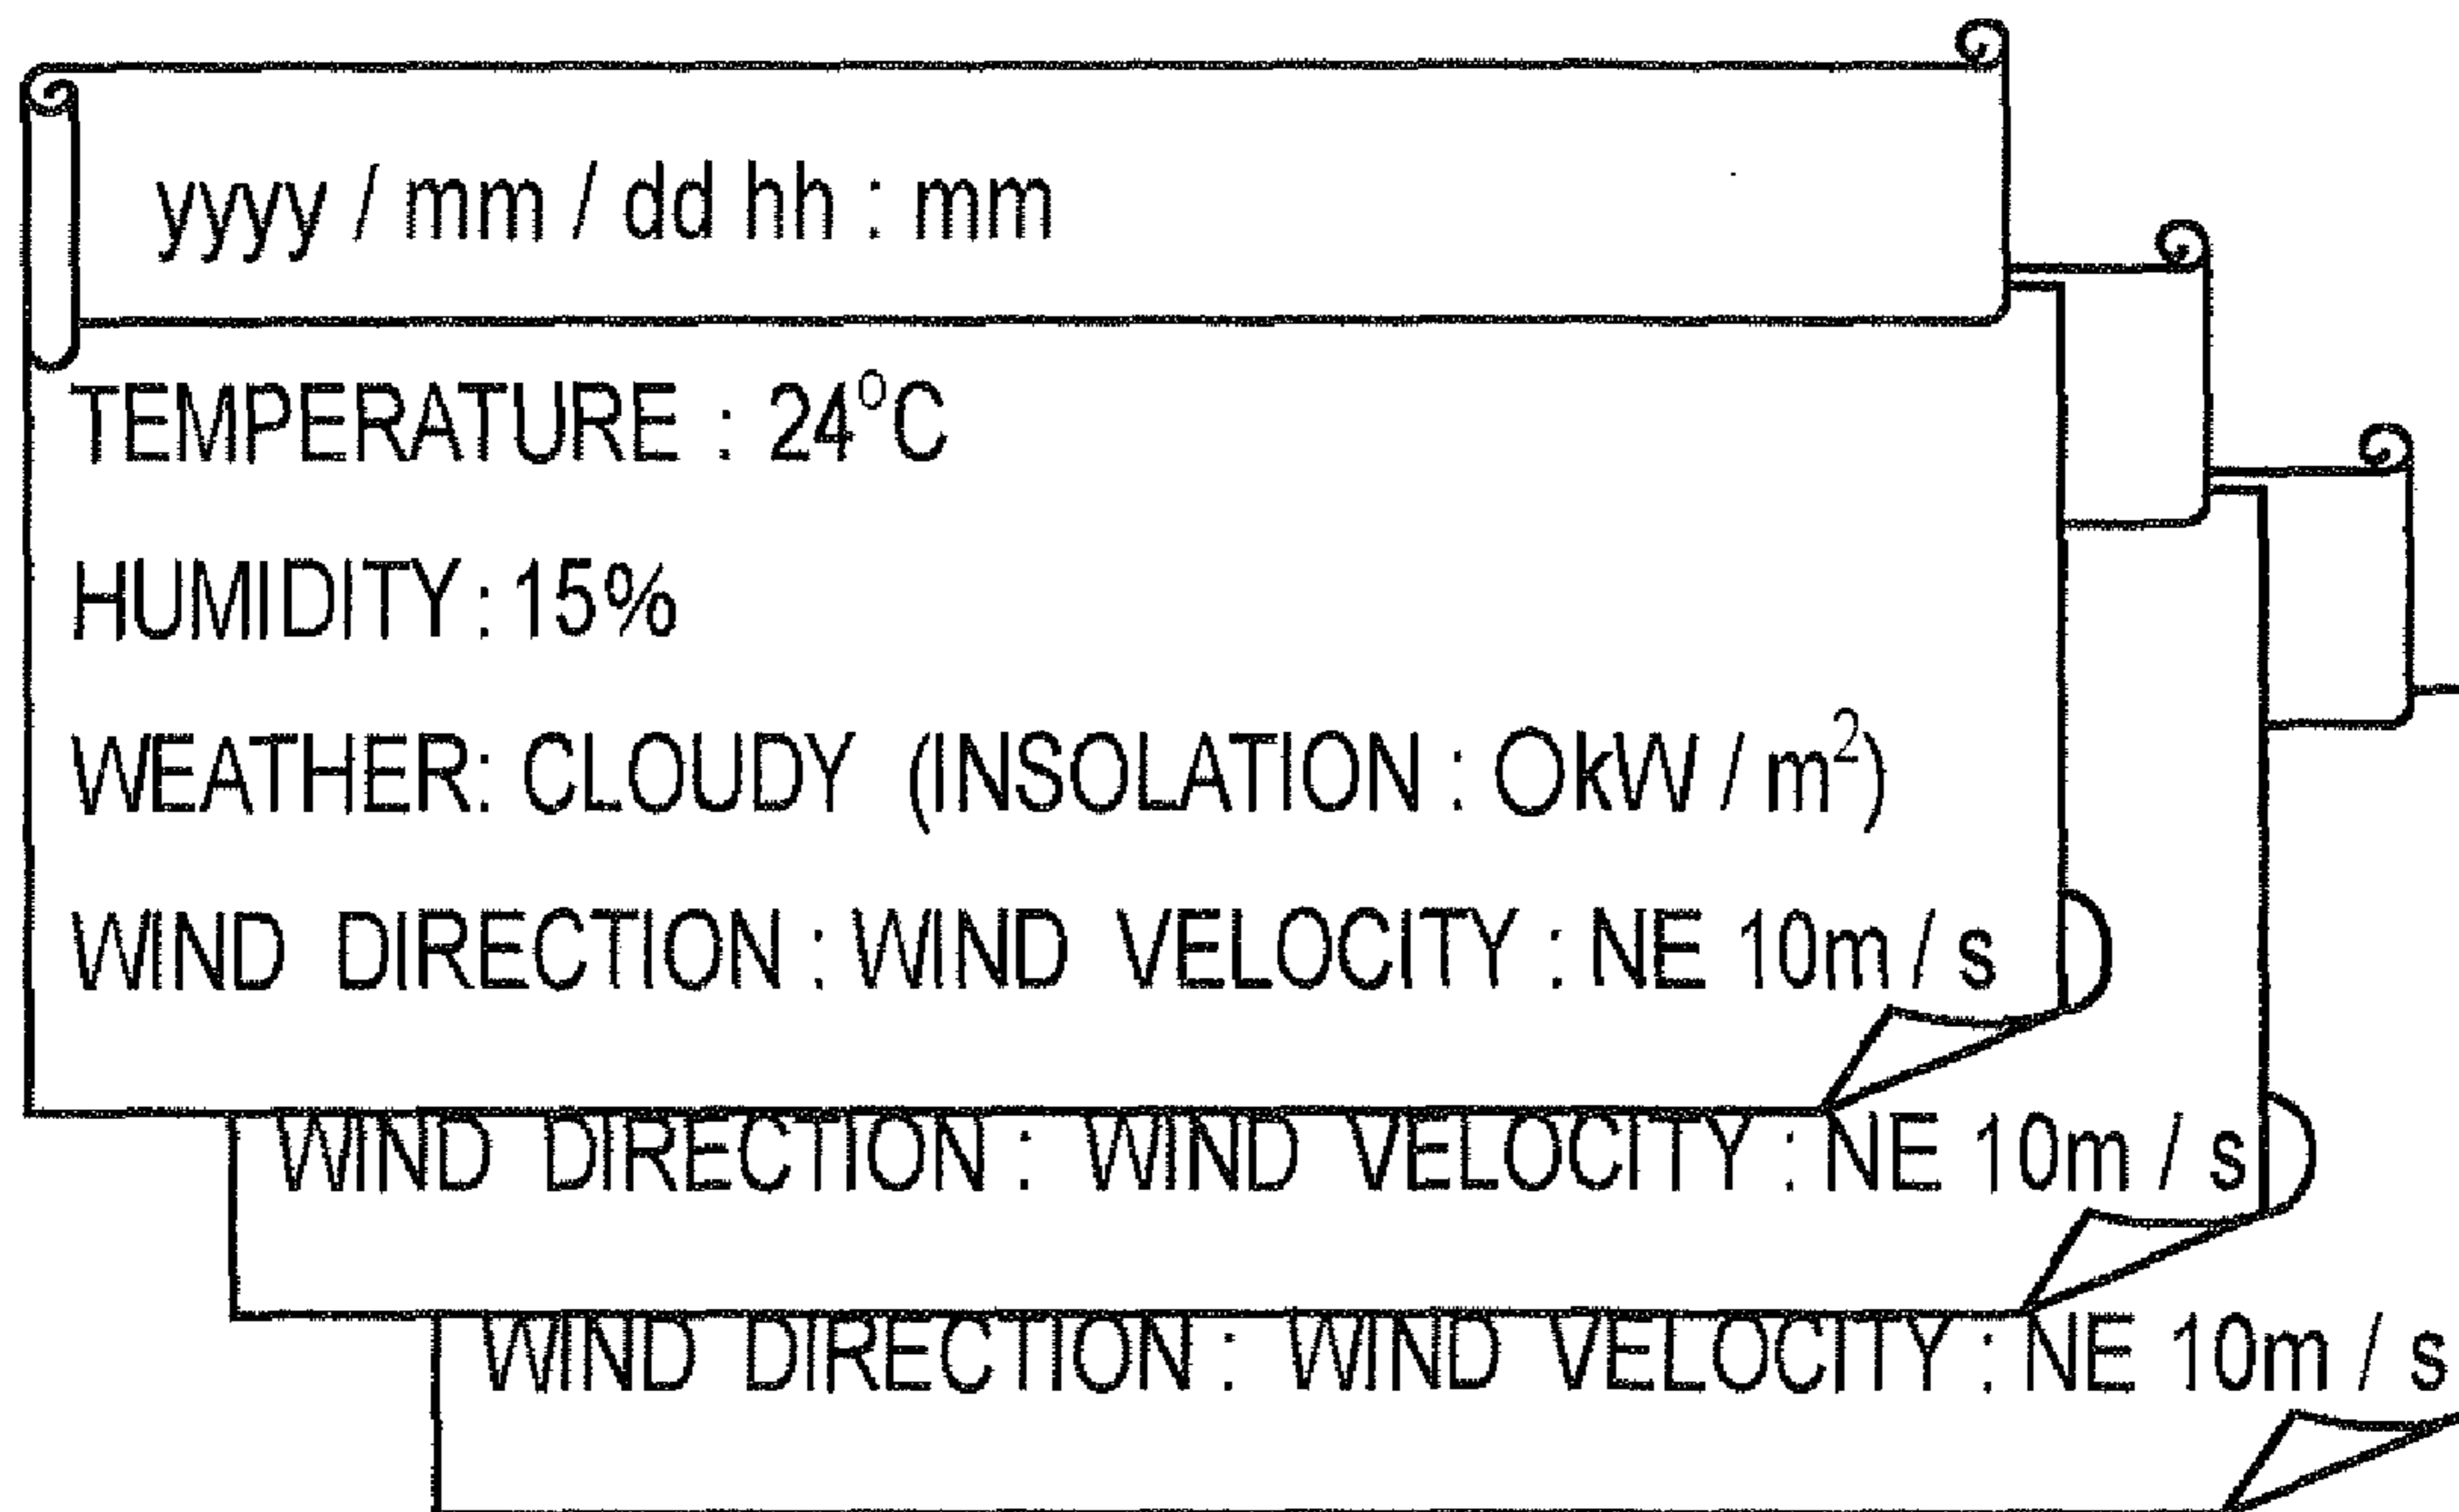 yyyy / mm / dd hh : mm
TEMPERATURE : 24°C
HUMIDITY : 15%
WEATHER: CLOUDY (INSOLATION : OkW / m²)
WIND DIRECTION : WIND VELOCITY : NE 10m / s
WIND DIRECTION : WIND VELOCITY : NE 10m / s
WIND DIRECTION : WIND VELOCITY : NE 10m / s